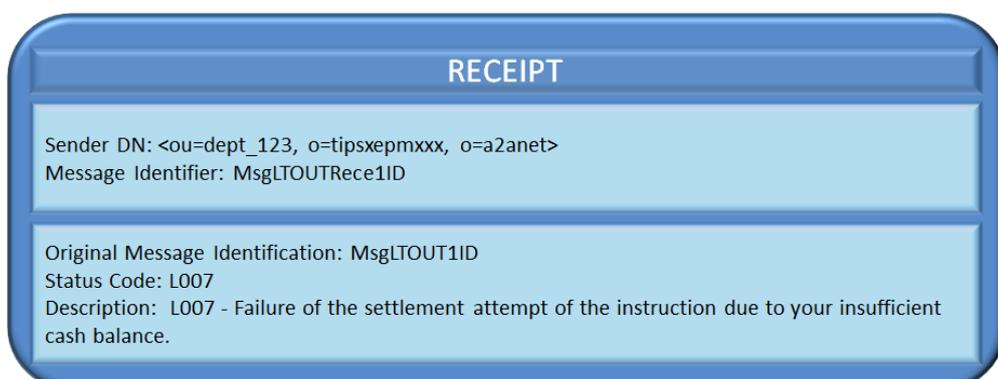 RECEIPT
Sender DN: <ou=dept_123, o=tipsxepmxxx, o=a2anet>
Message Identifier: MsgLTOUTRece1ID
Original Message Identification: MsgLTOUT1ID
Status Code: L007
Description: L007 - Failure of the settlement attempt of the instruction due to your insufficient
cash balance.